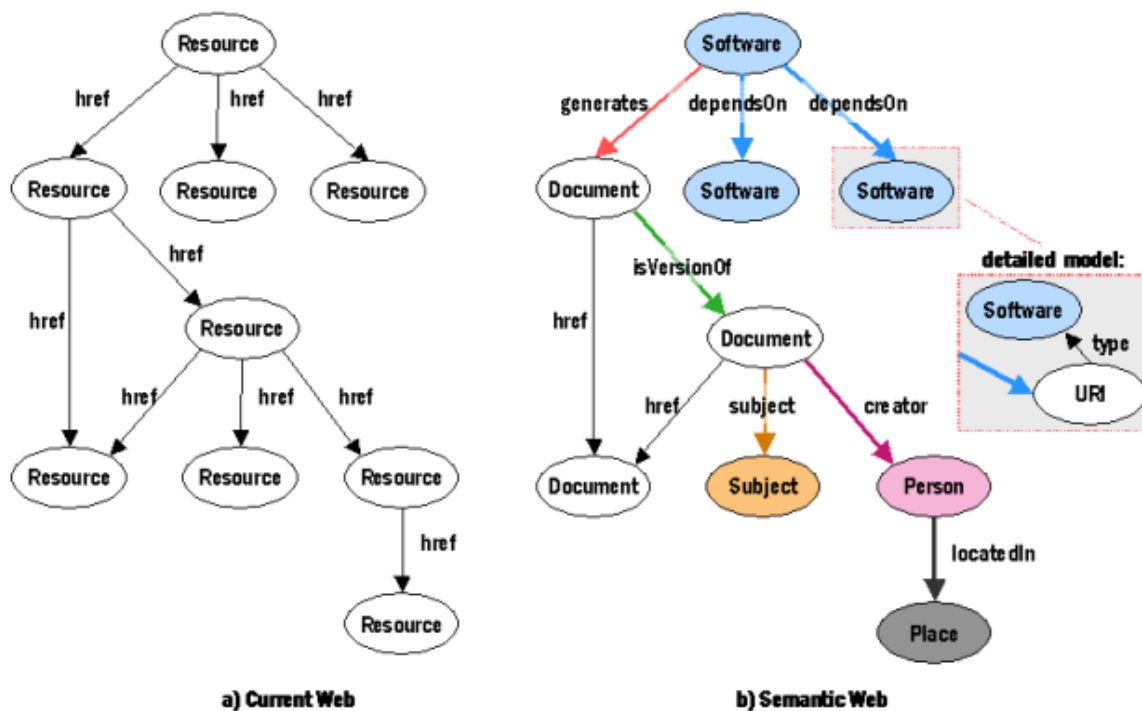 Resource
href
href
href
Resource
Resource
Resource
href
href
Resource
href
href
href
Resource
Resource
Resource
href
Resource
a) Current Web
Software
generates
dependsOn
dependsOn
Document
Software
Software
isVersionOf
href
Document
href
subject
creator
Document
Subject
Person
locatedIn
Place
detailed model:
Software
type
URI
b) Semantic Web